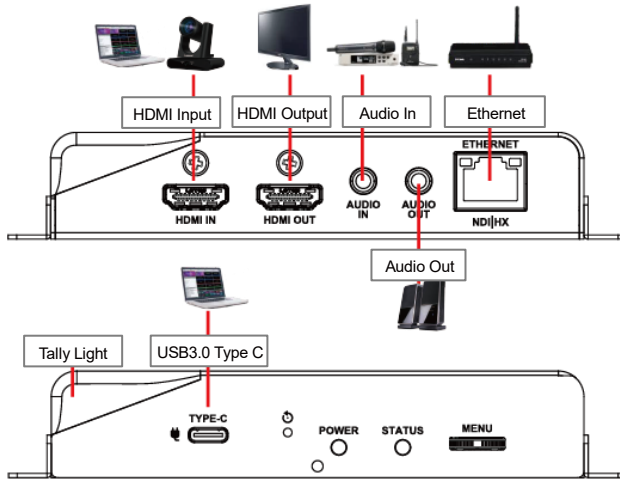 HDMI Input
HDMI Output
Audio In
Ethernet
ETHERNET
HDMI IN
HDMI OUT
AUDIO
IN
AUDIO
OUT
NDI|HX
Audio Out
Tally Light
USB3.0 Type C
TYPE-C
POWER
STATUS
MENU